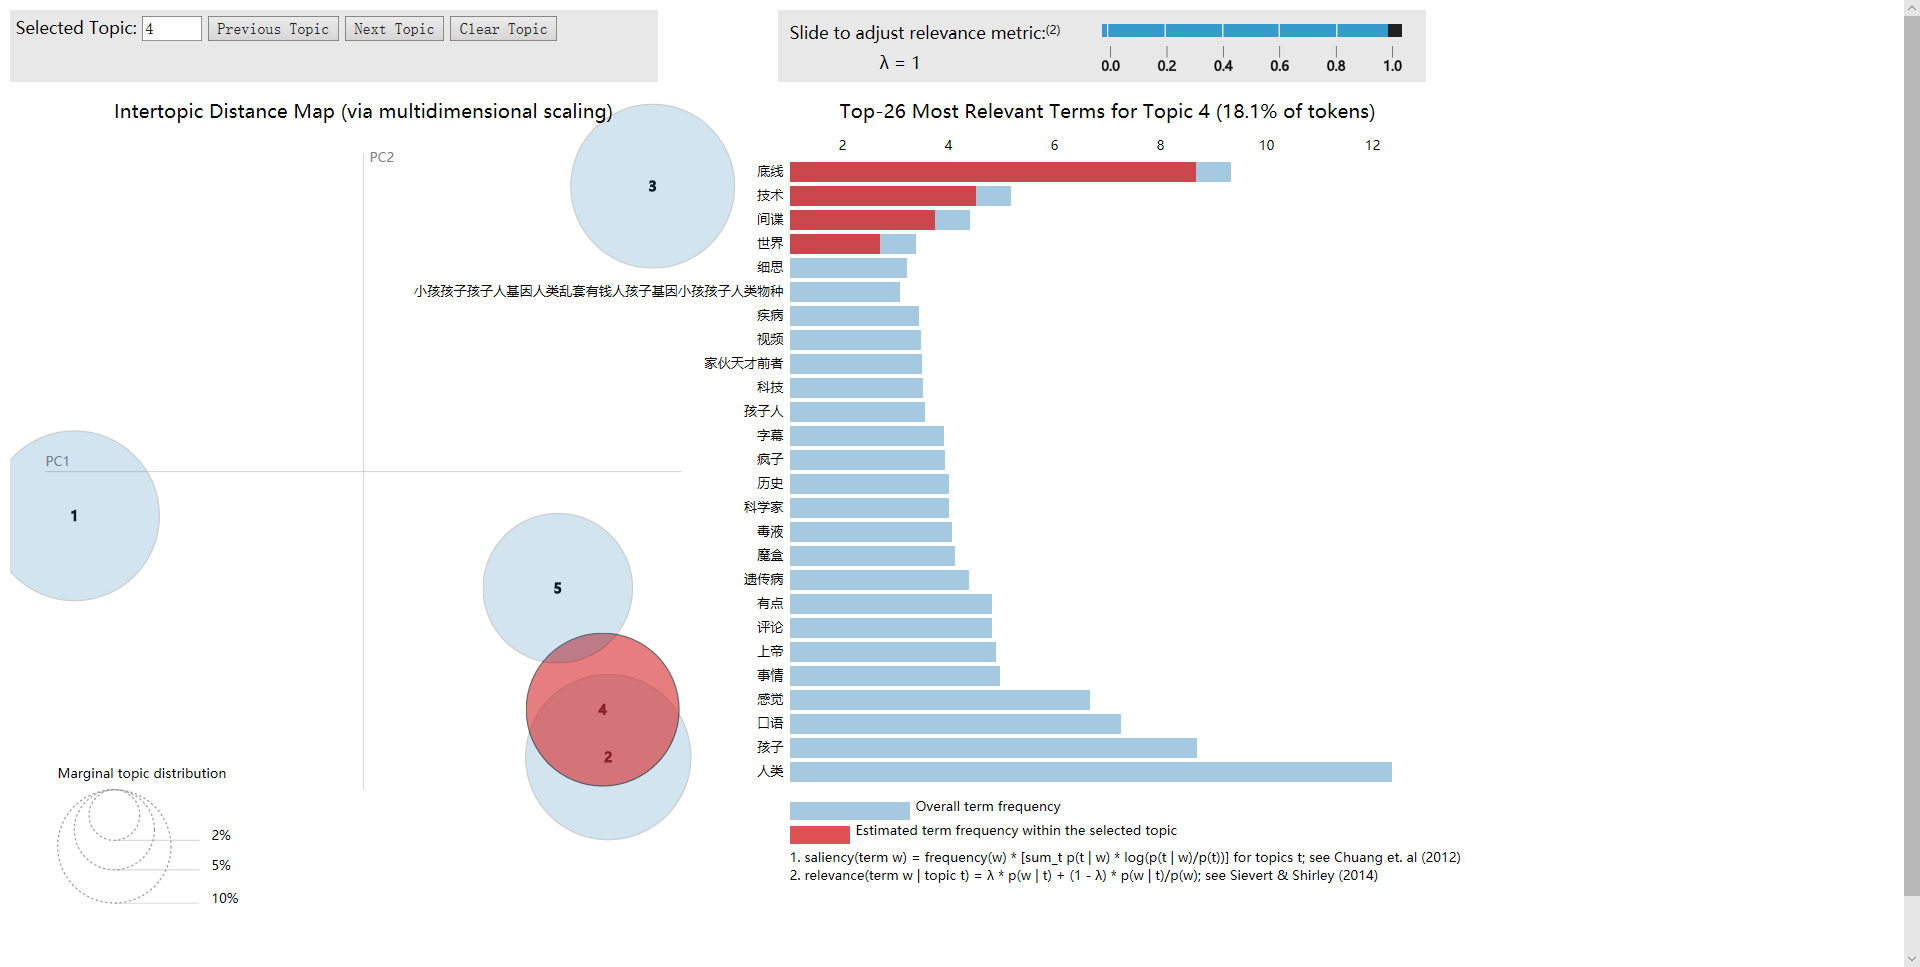 Selected Topic: 4 Previous Topic Next Topic Clear Topic
Slide to adjust relevance metric:(2)
λ = 1
0.0 0.2 0.4 0.6 0.8 1.0
Intertopic Distance Map (via multidimensional scaling)
PC2
PC1
3
1
5
4
2
Marginal topic distribution
2%
5%
10%
Top-26 Most Relevant Terms for Topic 4 (18.1% of tokens)
2 4 6 8 10 12
底线
技术
间谍
世界
细思
小孩孩子孩子人基因人类乱套有钱人孩子基因小孩孩子人类物种
疾病
视频
家伙天才前者
科技
孩子人
字幕
疯子
历史
科学家
毒液
魔盒
遗传病
有点
评论
上帝
事情
感觉
口语
孩子
人类
Overall term frequency
Estimated term frequency within the selected topic
1. saliency(term w) = frequency(w) * [sum_t p(t | w) * log(p(t | w)/p(t))] for topics t; see Chuang et. al (2012)
2. relevance(term w | topic t) = λ * p(w | t) + (1 - λ) * p(w | t)/p(w); see Sievert & Shirley (2014)